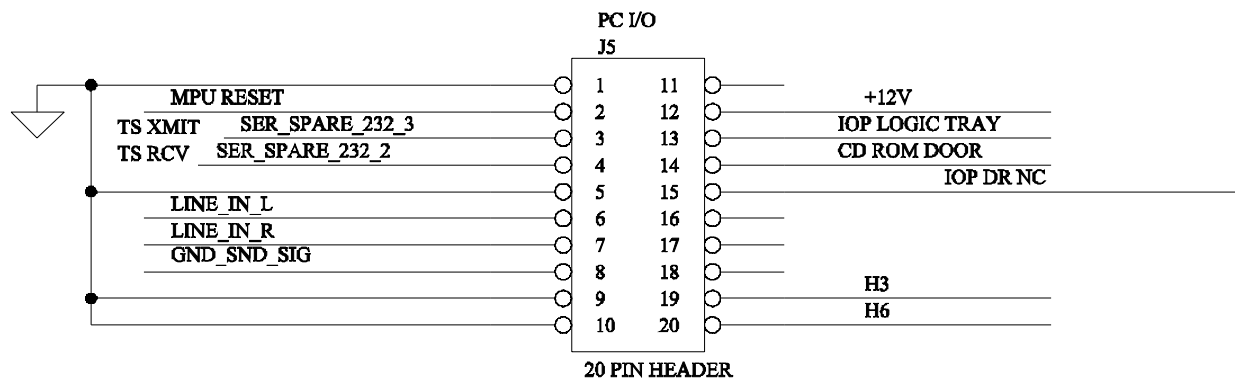 PC I/O
J5
1 11
MPU RESET 2 12 +12V
TS XMIT SER_SPARE_232_3 3 13 IOP LOGIC TRAY
TS RCV SER_SPARE_232_2 4 14 CD ROM DOOR
5 15 IOP DR NC
LINE_IN_L 6 16
LINE_IN_R 7 17
GND_SND_SIG 8 18
9 19 H3
10 20 H6
20 PIN HEADER